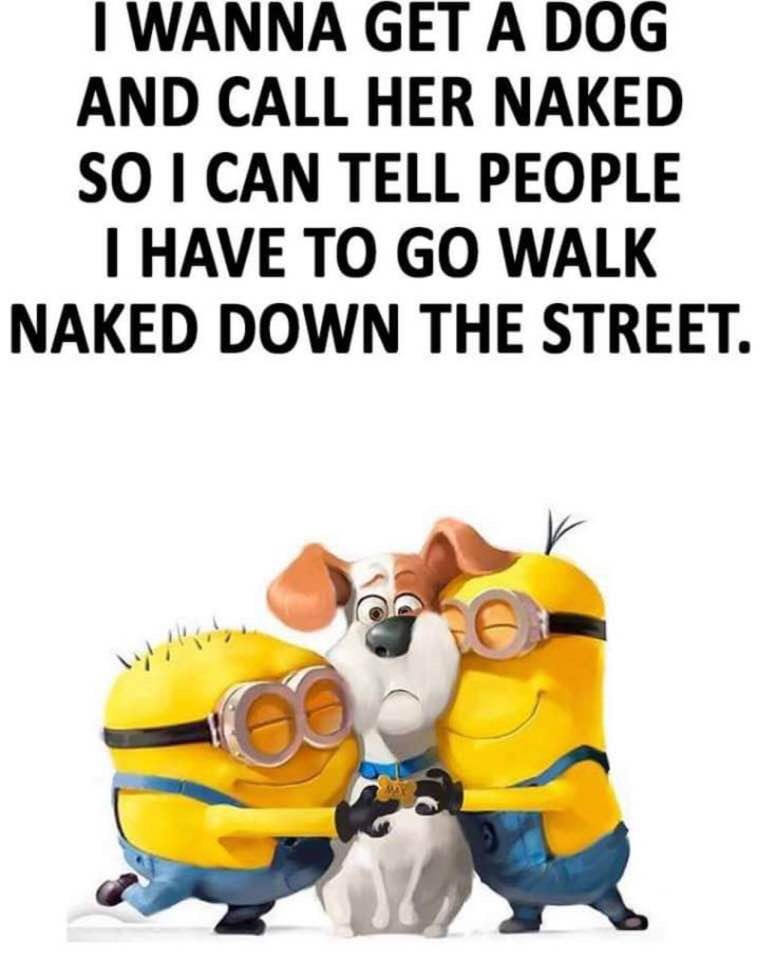 I WANNA GET A DOG
AND CALL HER NAKED
SO I CAN TELL PEOPLE
I HAVE TO GO WALK
NAKED DOWN THE STREET.
MAX